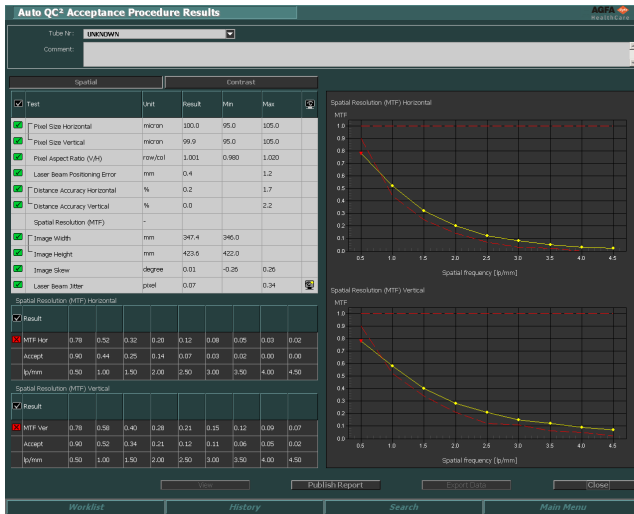 Auto QC² Acceptance Procedure Results
AGFA
HealthCare
Tube Nr: UNKNOWN
Comment:
Spatial Contrast
Test Unit Result Min Max
Pixel Size Horizontal micron 100.0 95.0 105.0
Pixel Size Vertical micron 99.9 95.0 105.0
Pixel Aspect Ratio (V/H) row/col 1.001 0.980 1.020
Laser Beam Positioning Error mm 0.4 1.2
Distance Accuracy Horizontal % 0.2 1.7
Distance Accuracy Vertical % 0.0 2.2
Spatial Resolution (MTF) -
Image Width mm 347.4 346.0
Image Height mm 423.6 422.0
Image Skew degree 0.01 -0.26 0.26
Laser Beam Jitter pixel 0.07 0.34
Spatial Resolution (MTF) Horizontal
Result
MTF Hor 0.78 0.52 0.32 0.20 0.12 0.08 0.05 0.03 0.02
Accept 0.90 0.44 0.25 0.14 0.07 0.03 0.02 0.00 0.00
lp/mm 0.50 1.00 1.50 2.00 2.50 3.00 3.50 4.00 4.50
Spatial Resolution (MTF) Vertical
Result
MTF Ver 0.78 0.58 0.40 0.28 0.21 0.15 0.12 0.09 0.07
Accept 0.90 0.52 0.34 0.21 0.12 0.11 0.06 0.05 0.02
lp/mm 0.50 1.00 1.50 2.00 2.50 3.00 3.50 4.00 4.50
Spatial Resolution (MTF) Horizontal
MTF
1.0
0.9
0.8
0.7
0.6
0.5
0.4
0.3
0.2
0.1
0.0
0.5 1.0 1.5 2.0 2.5 3.0 3.5 4.0 4.5
Spatial frequency [lp/mm]
Spatial Resolution (MTF) Vertical
MTF
1.0
0.9
0.8
0.7
0.6
0.5
0.4
0.3
0.2
0.1
0.0
0.5 1.0 1.5 2.0 2.5 3.0 3.5 4.0 4.5
Spatial frequency [lp/mm]
View Publish Report Export Data Close
Worklist History Search Main Menu